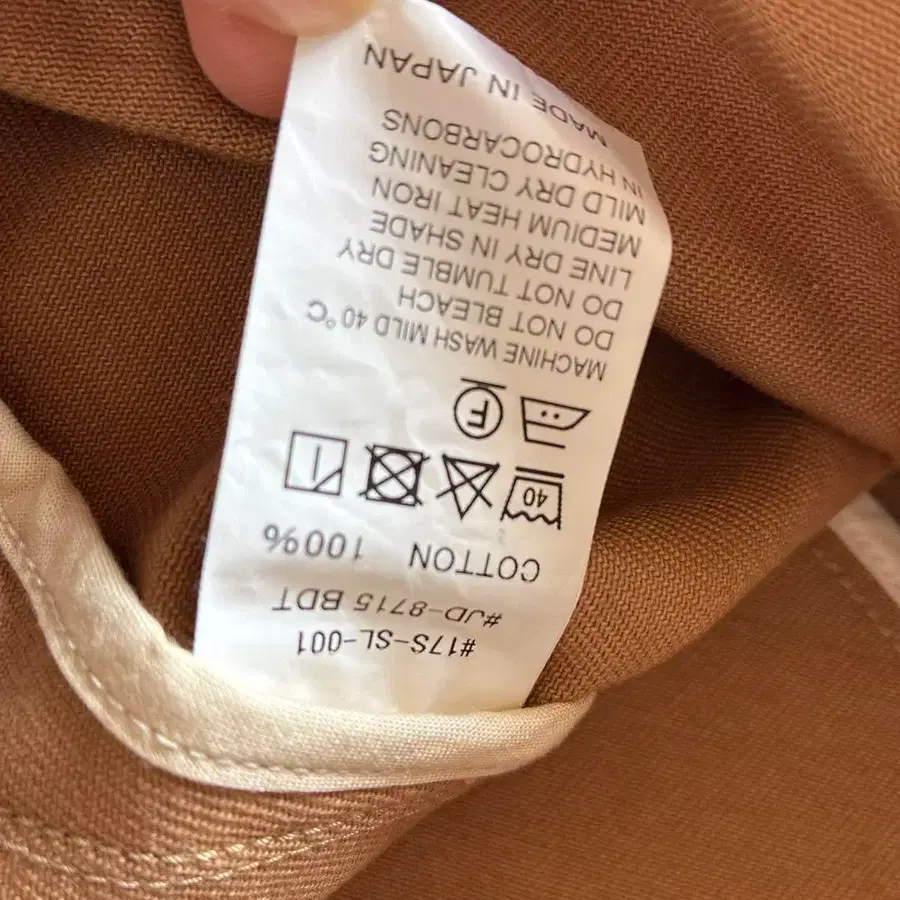 #17S-SL-001
#JD-8715 BDT
COTTON 100%
40
F
MACHINE WASH MILD 40°C
DO NOT BLEACH
DO NOT TUMBLE DRY
LINE DRY IN SHADE
MEDIUM HEAT IRON
MILD DRY CLEANING
IN HYDROCARBONS
MADE IN JAPAN